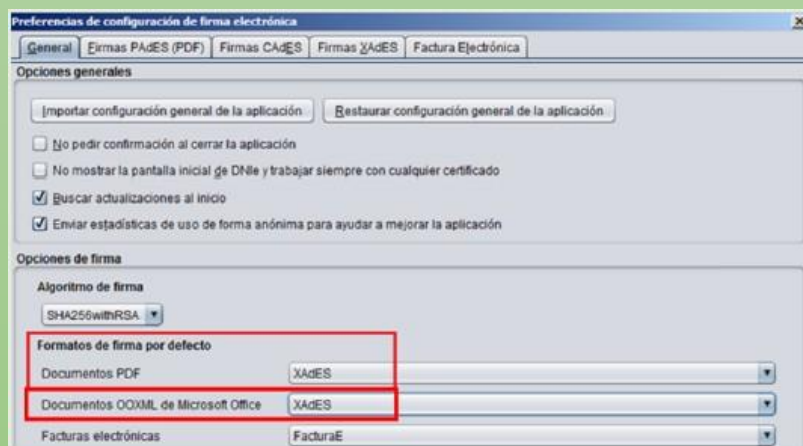 Preferencias de configuración de firma electrónica
General Firmas PAdES (PDF) Firmas CAdES Firmas XAdES Factura Electrónica
Opciones generales
Importar configuración general de la aplicación Restaurar configuración general de la aplicación
No pedir confirmación al cerrar la aplicación
No mostrar la pantalla inicial de DNIe y trabajar siempre con cualquier certificado
Buscar actualizaciones al inicio
Enviar estadísticas de uso de forma anónima para ayudar a mejorar la aplicación
Opciones de firma
Algoritmo de firma
SHA256withRSA
Formatos de firma por defecto
Documentos PDF XAdES
Documentos OOXML de Microsoft Office XAdES
Facturas electrónicas FacturaE